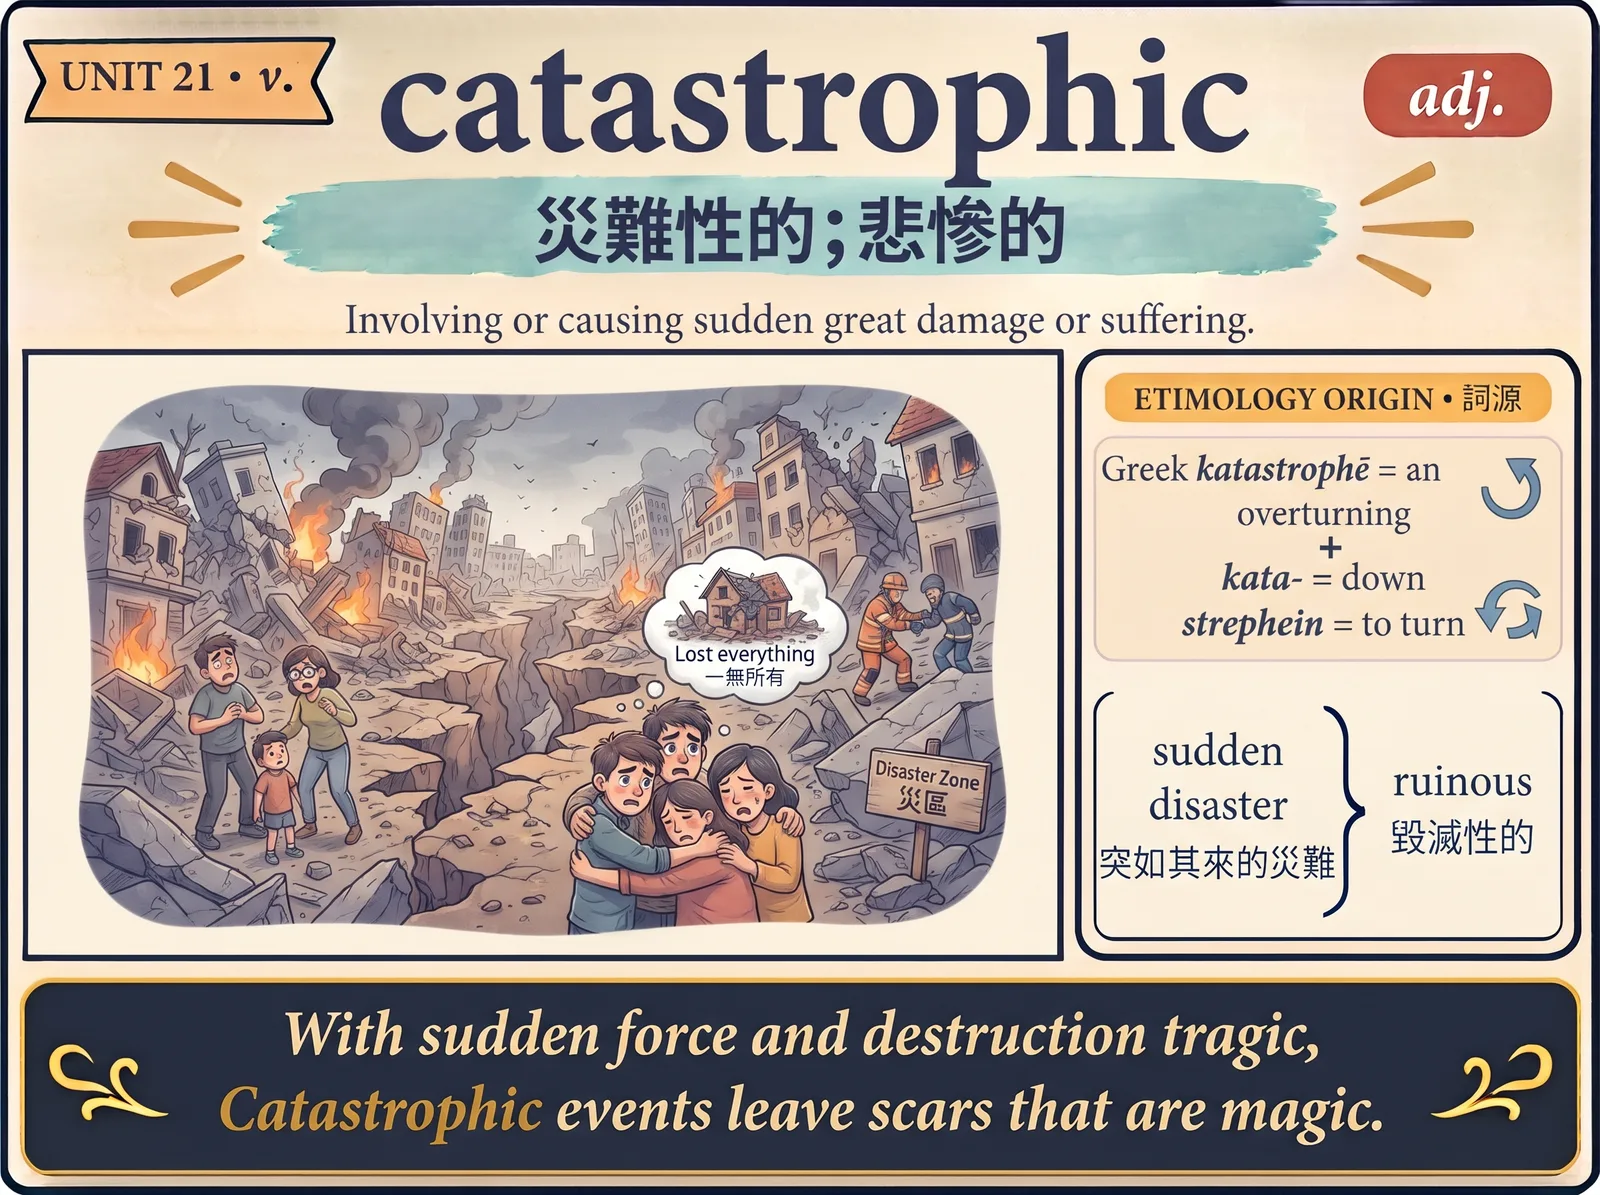 UNIT 21 • v.
catastrophic
adj.
災難性的；悲慘的
Involving or causing sudden great damage or suffering.
Lost everything
一無所有
Disaster Zone
災區
ETIMOLOGY ORIGIN • 詞源
Greek katastrophē = an
overturning
+
kata- = down
strephein = to turn
sudden
disaster
突如其來的災難
ruinous
毀滅性的
With sudden force and destruction tragic,
Catastrophic events leave scars that are magic.